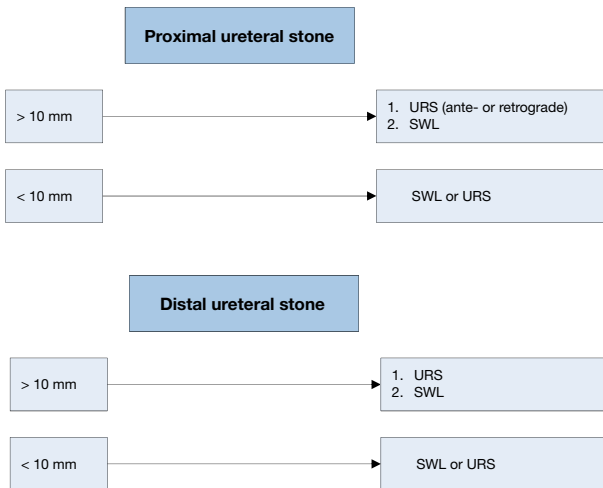 Proximal ureteral stone
> 10 mm
1. URS (ante- or retrograde)
2. SWL
< 10 mm
SWL or URS
Distal ureteral stone
> 10 mm
1. URS
2. SWL
< 10 mm
SWL or URS